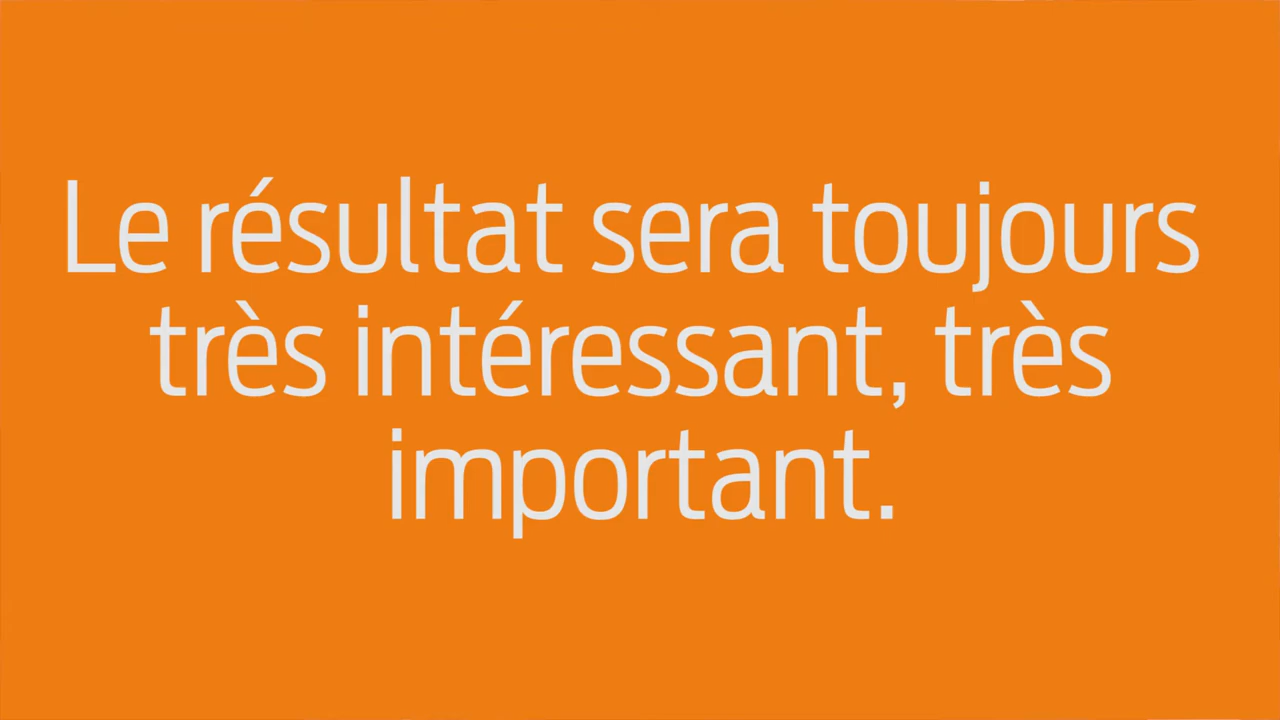 Le résultat sera toujours
très intéressant, très
important.